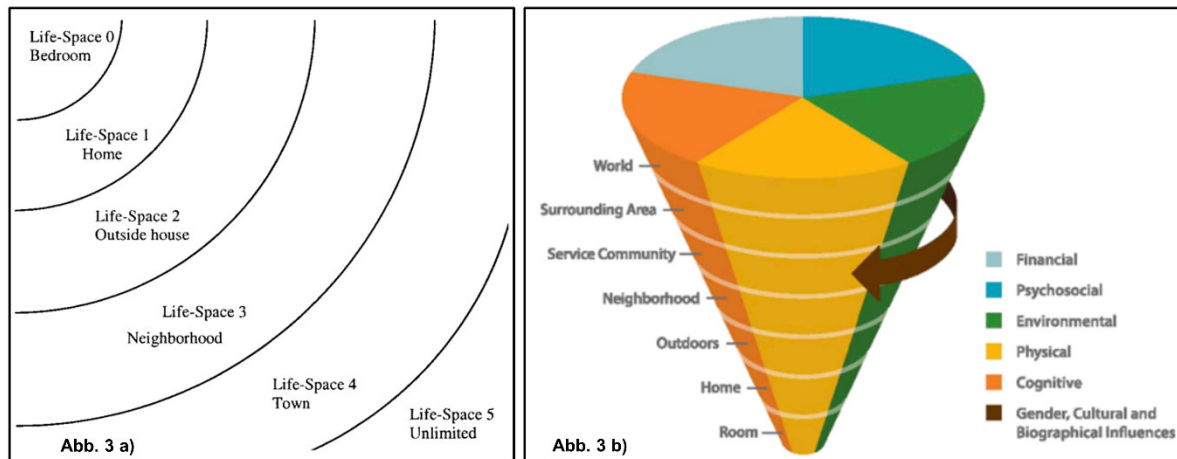 Life-Space 0
Bedroom
Life-Space 1
Home
Life-Space 2
Outside house
Life-Space 3
Neighborhood
Life-Space 4
Town
Life-Space 5
Unlimited
Abb. 3 a)
World
Surrounding Area
Service Community
Neighborhood
Outdoors
Home
Room
Financial
Psychosocial
Environmental
Physical
Cognitive
Gender, Cultural and
Biographical Influences
Abb. 3 b)